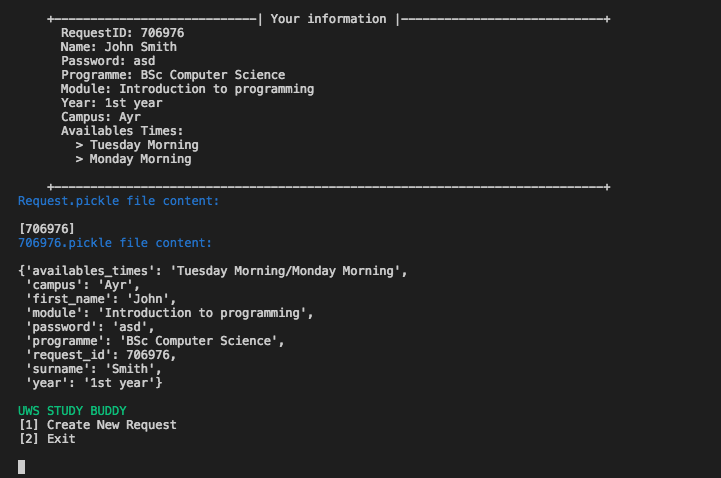 +----------------------------| Your information |----------------------------+
RequestID: 706976
Name: John Smith
Password: asd
Programme: BSc Computer Science
Module: Introduction to programming
Year: 1st year
Campus: Ayr
Availables Times:
> Tuesday Morning
> Monday Morning
+----------------------------------------------------------------------------+
Request.pickle file content:
[706976]
706976.pickle file content:
{'availables_times': 'Tuesday Morning/Monday Morning',
'campus': 'Ayr',
'first_name': 'John',
'module': 'Introduction to programming',
'password': 'asd',
'programme': 'BSc Computer Science',
'request_id': 706976,
'surname': 'Smith',
'year': '1st year'}
UWS STUDY BUDDY
[1] Create New Request
[2] Exit